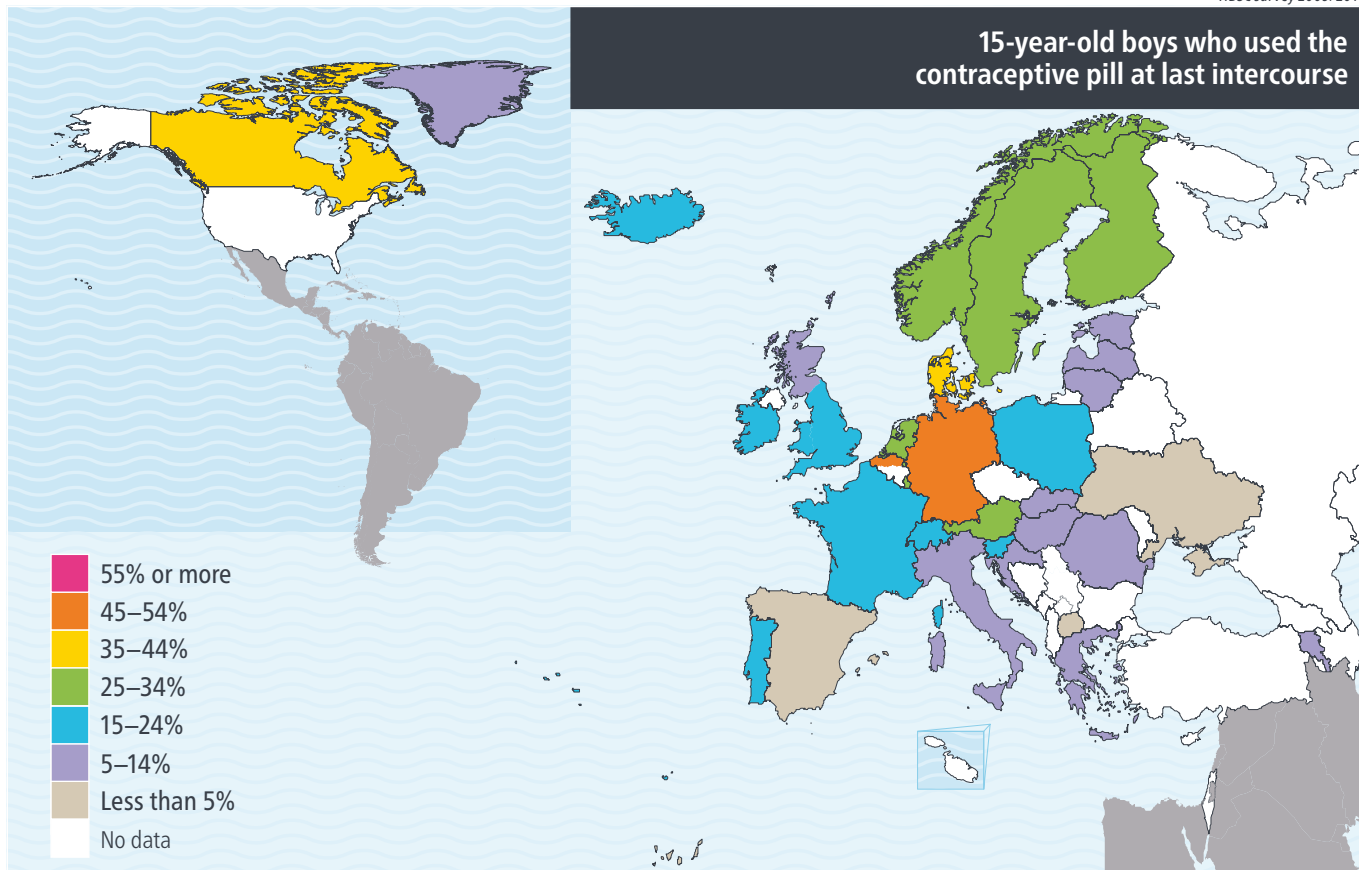 15-year-old boys who used the
contraceptive pill at last intercourse
55% or more
45–54%
35–44%
25–34%
15–24%
5–14%
Less than 5%
No data